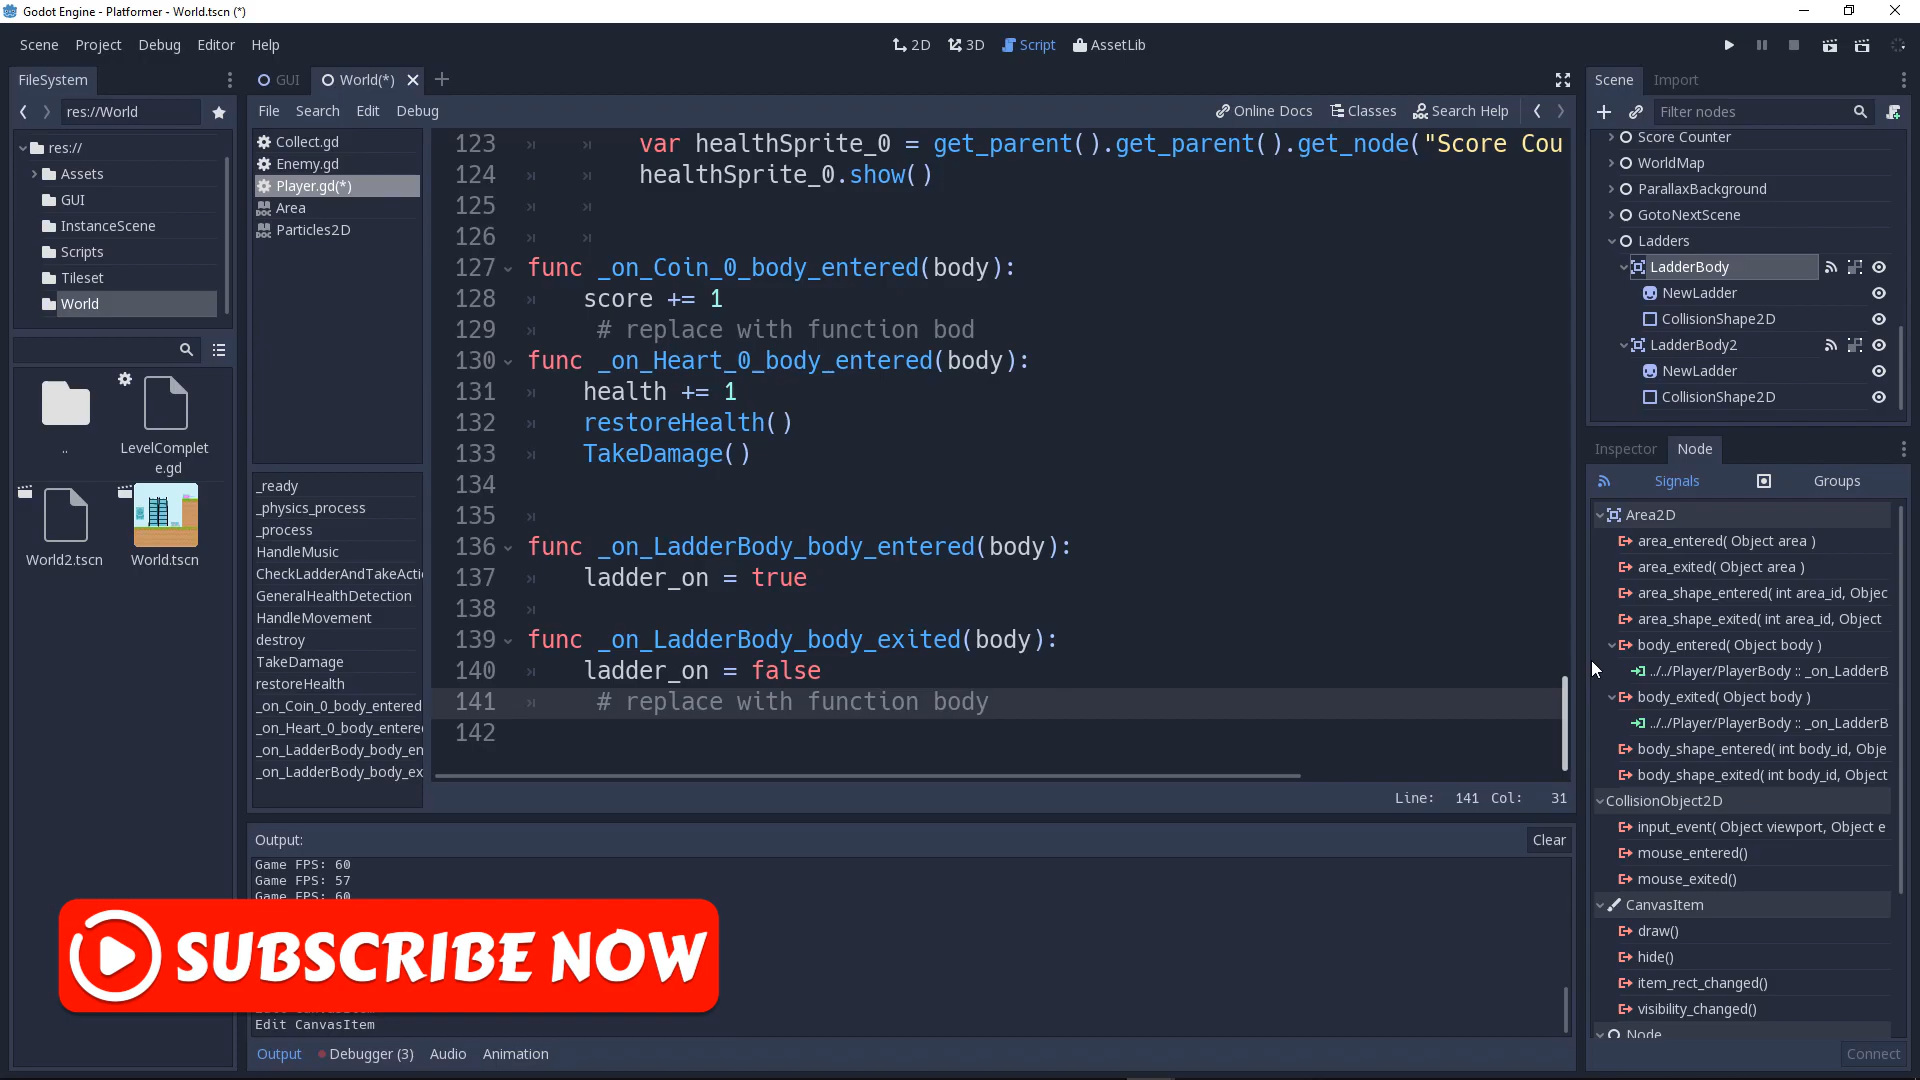 Godot Engine - Platformer - World.tscn (*)
Scene Project Debug Editor Help
2D 3D Script AssetLib
FileSystem
res://World
res://
Assets
GUI
InstanceScene
Scripts
Tileset
World
..
LevelComplet
e.gd
World2.tscn
World.tscn
GUI World(*)
File Search Edit Debug
Online Docs Classes Search Help
Collect.gd
Enemy.gd
Player.gd(*)
Area
Particles2D
_ready
_physics_process
_process
HandleMusic
CheckLadderAndTakeActi
GeneralHealthDetection
HandleMovement
destroy
TakeDamage
restoreHealth
_on_Coin_0_body_entered
_on_Heart_0_body_entere
_on_LadderBody_body_en
_on_LadderBody_body_ex
123 var healthSprite_0 = get_parent().get_parent().get_node("Score Cou
124 healthSprite_0.show()
125
126
127 func _on_Coin_0_body_entered(body):
128 score += 1
129 # replace with function bod
130 func _on_Heart_0_body_entered(body):
131 health += 1
132 restoreHealth()
133 TakeDamage()
134
135
136 func _on_LadderBody_body_entered(body):
137 ladder_on = true
138
139 func _on_LadderBody_body_exited(body):
140 ladder_on = false
141 # replace with function body
142
Line: 141 Col: 31
Output:
Clear
Game FPS: 60
Game FPS: 57
Game FPS: 60
SUBSCRIBE NOW
Edit CanvasItem
Output Debugger (3) Audio Animation
Scene Import
Filter nodes
Score Counter
WorldMap
ParallaxBackground
GotoNextScene
Ladders
LadderBody
NewLadder
CollisionShape2D
LadderBody2
NewLadder
CollisionShape2D
Inspector Node
Signals Groups
Area2D
area_entered( Object area )
area_exited( Object area )
area_shape_entered( int area_id, Objec
area_shape_exited( int area_id, Object
body_entered( Object body )
../../Player/PlayerBody :: _on_LadderB
body_exited( Object body )
../../Player/PlayerBody :: _on_LadderB
body_shape_entered( int body_id, Obje
body_shape_exited( int body_id, Object
CollisionObject2D
input_event( Object viewport, Object e
mouse_entered()
mouse_exited()
CanvasItem
draw()
hide()
item_rect_changed()
visibility_changed()
Node
Connect